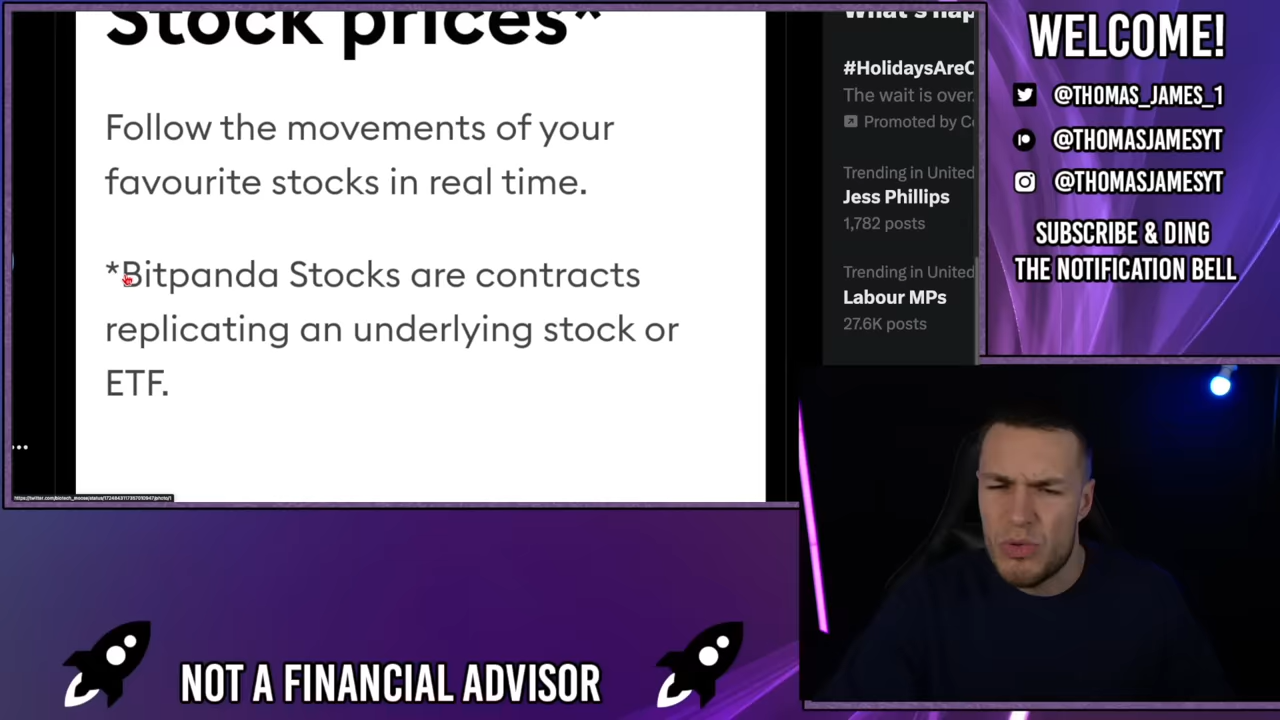 Stock prices*
Follow the movements of your
favourite stocks in real time.
*Bitpanda Stocks are contracts
replicating an underlying stock or
ETF.
What's hap
#HolidaysAreC
The wait is over.
Promoted by C
Trending in United
Jess Phillips
1,782 posts
Trending in United
Labour MPs
27.6K posts
WELCOME!
@THOMAS_JAMES_1
@THOMASJAMESYT
@THOMASJAMESYT
SUBSCRIBE & DING
THE NOTIFICATION BELL
NOT A FINANCIAL ADVISOR